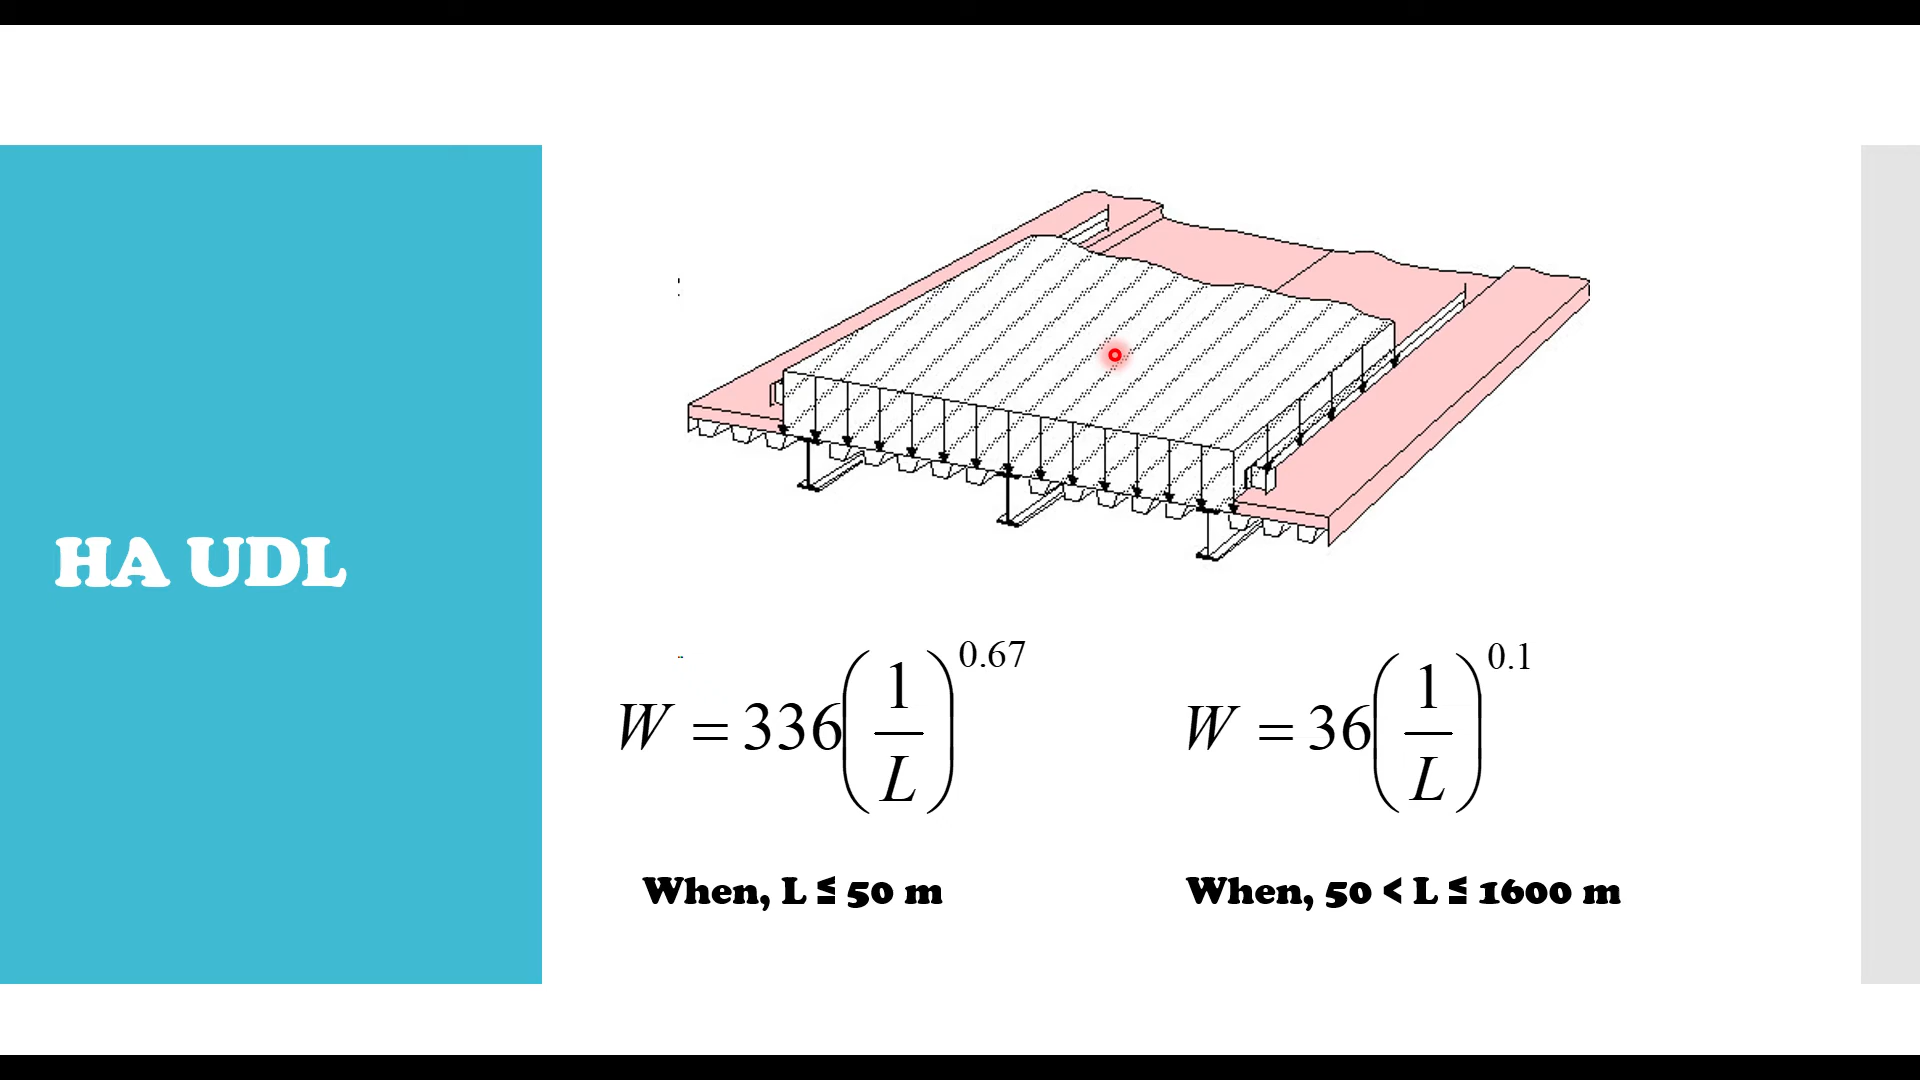 HA UDL
W = 336(1/L)^0.67
W = 36(1/L)^0.1
When, L ≤ 50 m
When, 50 < L ≤ 1600 m